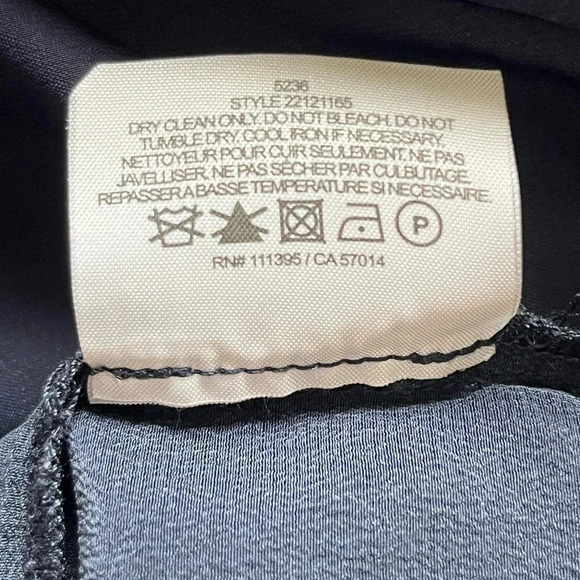 5236
STYLE 22121165
DRY CLEAN ONLY. DO NOT BLEACH. DO NOT
TUMBLE DRY. COOL IRON IF NECESSARY.
NETTOYEUR POUR CUIR SEULEMENT. NE PAS
JAVELLISER. NE PAS SÉCHER PAR CULBUTAGE.
REPASSER A BASSE TEMPERATURE SI NECESSAIRE.
P
RN# 111395 / CA 57014